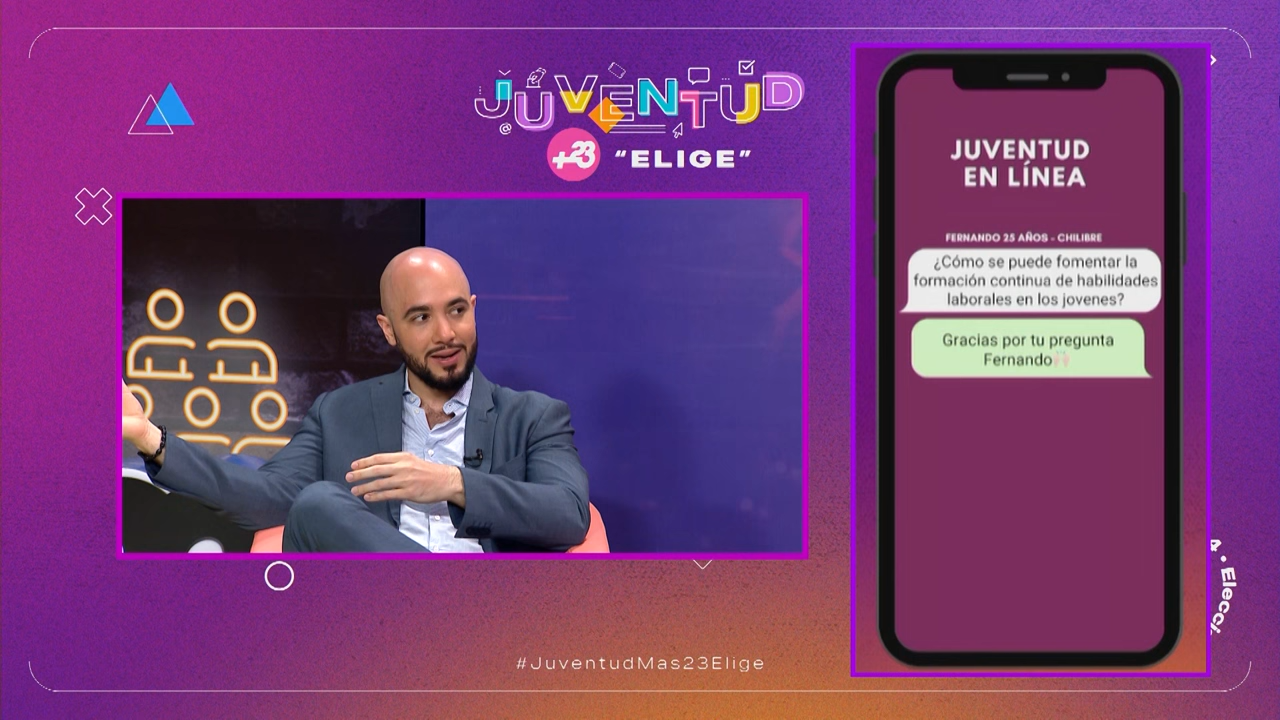 JUVENTUD
+23 "ELIGE"
JUVENTUD
EN LÍNEA
FERNANDO 25 AÑOS - CHILIBRE
¿Cómo se puede fomentar la
formación continua de habilidades
laborales en los jovenes?
Gracias por tu pregunta
Fernando
#JuventudMas23Elige